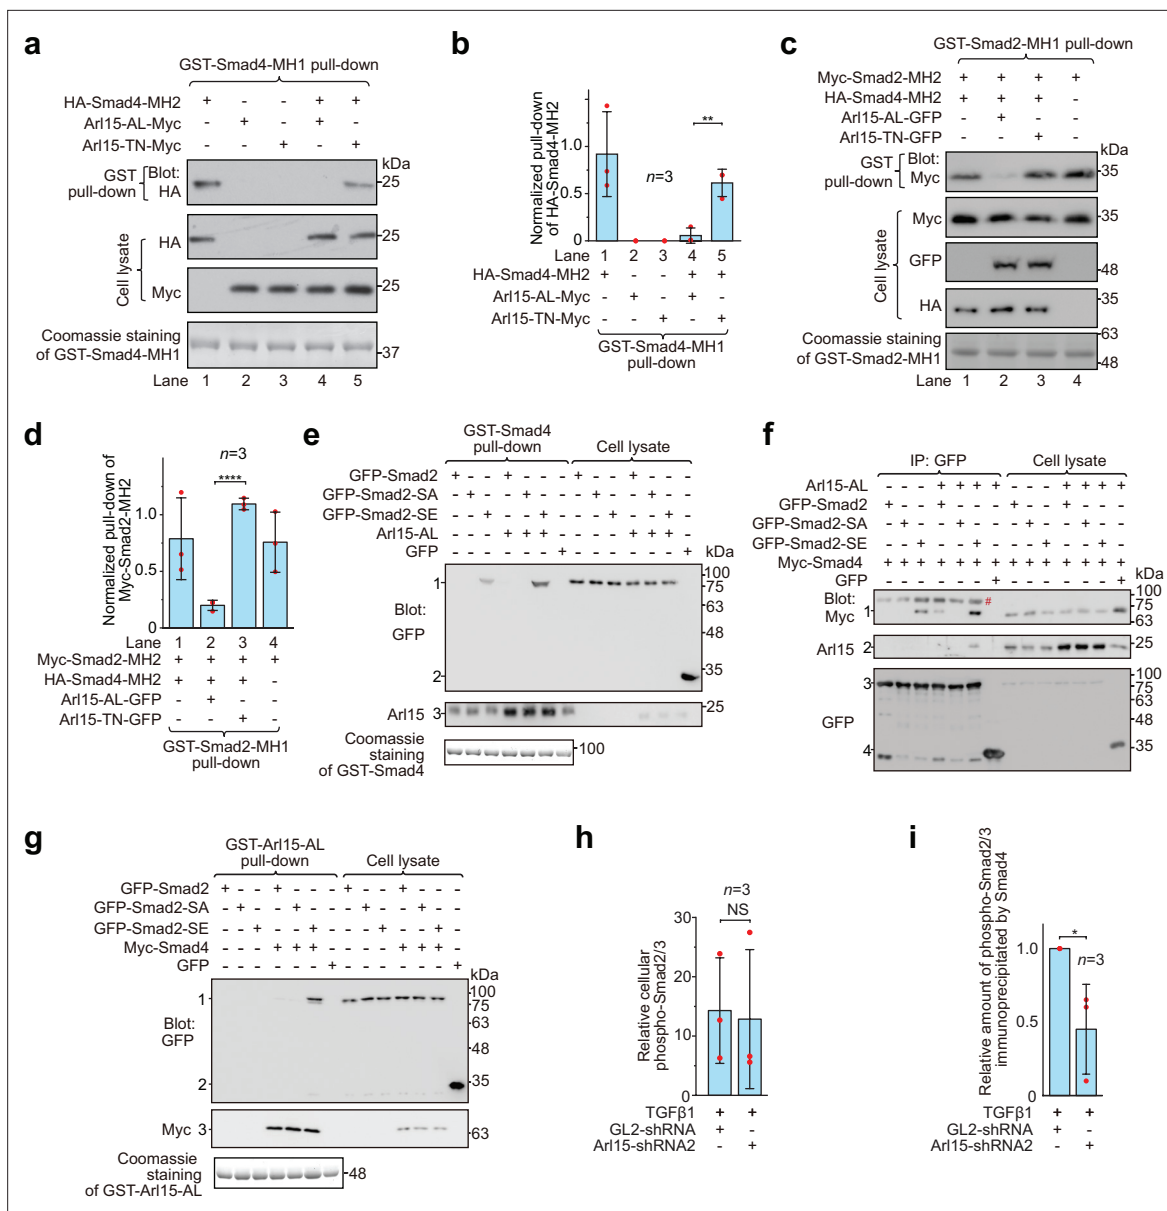 a
GST-Smad4-MH1 pull-down
HA-Smad4-MH2 + - - + +
Arl15-AL-Myc - + - + -
Arl15-TN-Myc - - + - +
kDa
GST pull-down
Blot: HA
25
Cell lysate
HA
25
Myc
25
Coomassie staining
of GST-Smad4-MH1
37
Lane 1 2 3 4 5
b
Normalized pull-down
of HA-Smad4-MH2
1.0
0.5
0
n=3
**
Lane 1 2 3 4 5
HA-Smad4-MH2 + - - + +
Arl15-AL-Myc - + - + -
Arl15-TN-Myc - - + - +
GST-Smad4-MH1
pull-down
c
GST-Smad2-MH1 pull-down
Myc-Smad2-MH2 + + + +
HA-Smad4-MH2 + + + -
Arl15-AL-GFP - + - -
Arl15-TN-GFP - - + -
kDa
GST pull-down
Blot: Myc
35
Cell lysate
Myc
35
GFP
48
HA
35
25
63
Coomassie staining
of GST-Smad2-MH1
48
Lane 1 2 3 4
d
Normalized pull-down of
Myc-Smad2-MH2
1.0
0.5
0
n=3
****
Lane 1 2 3 4
Myc-Smad2-MH2 + + + +
HA-Smad4-MH2 + + + -
Arl15-AL-GFP - + - -
Arl15-TN-GFP - - + -
GST-Smad2-MH1
pull-down
e
GST-Smad4
pull-down
Cell lysate
GFP-Smad2 + - - + - - - + - - + - - -
GFP-Smad2-SA - + - - + - - - + - - + - -
GFP-Smad2-SE - - + - - + - - - + - - + -
Arl15-AL - - - + + + - - - - + + + -
GFP - - - - - - + - - - - - - +
kDa
Blot:
GFP
1
2
100
75
63
48
35
Arl15 3
25
Coomassie
staining
of GST-Smad4
100
f
IP: GFP
Cell lysate
Arl15-AL - - - + + + + - - - + + + +
GFP-Smad2 + - - + - - - + - - + - - -
GFP-Smad2-SA - + - - + - - - + - - + - -
GFP-Smad2-SE - - + - - + - - - + - - + -
Myc-Smad4 + + + + + + + + + + + + + +
GFP - - - - - - + - - - - - - +
kDa
Blot:
Myc
1
#
100
75
63
Arl15 2
25
GFP
3
4
100
75
63
48
35
g
GST-Arl15-AL
pull-down
Cell lysate
GFP-Smad2 + - - + - - - + - - + - - -
GFP-Smad2-SA - + - - + - - - + - - + - -
GFP-Smad2-SE - - + - - + - - - + - - + -
Myc-Smad4 - - - + + + - - - - + + + -
GFP - - - - - - + - - - - - - +
kDa
Blot:
GFP
1
2
100
75
63
48
35
Myc 3
63
Coomassie
staining
of GST-Arl15-AL
48
h
Relative cellular
phospho-Smad2/3
30
20
10
0
n=3
NS
TGFβ1 + +
GL2-shRNA + -
Arl15-shRNA2 - +
i
Relative amount of phospho-Smad2/3
immunoprecipitated by Smad4
1.0
0.5
0
*
n=3
TGFβ1 + +
GL2-shRNA + -
Arl15-shRNA2 - +